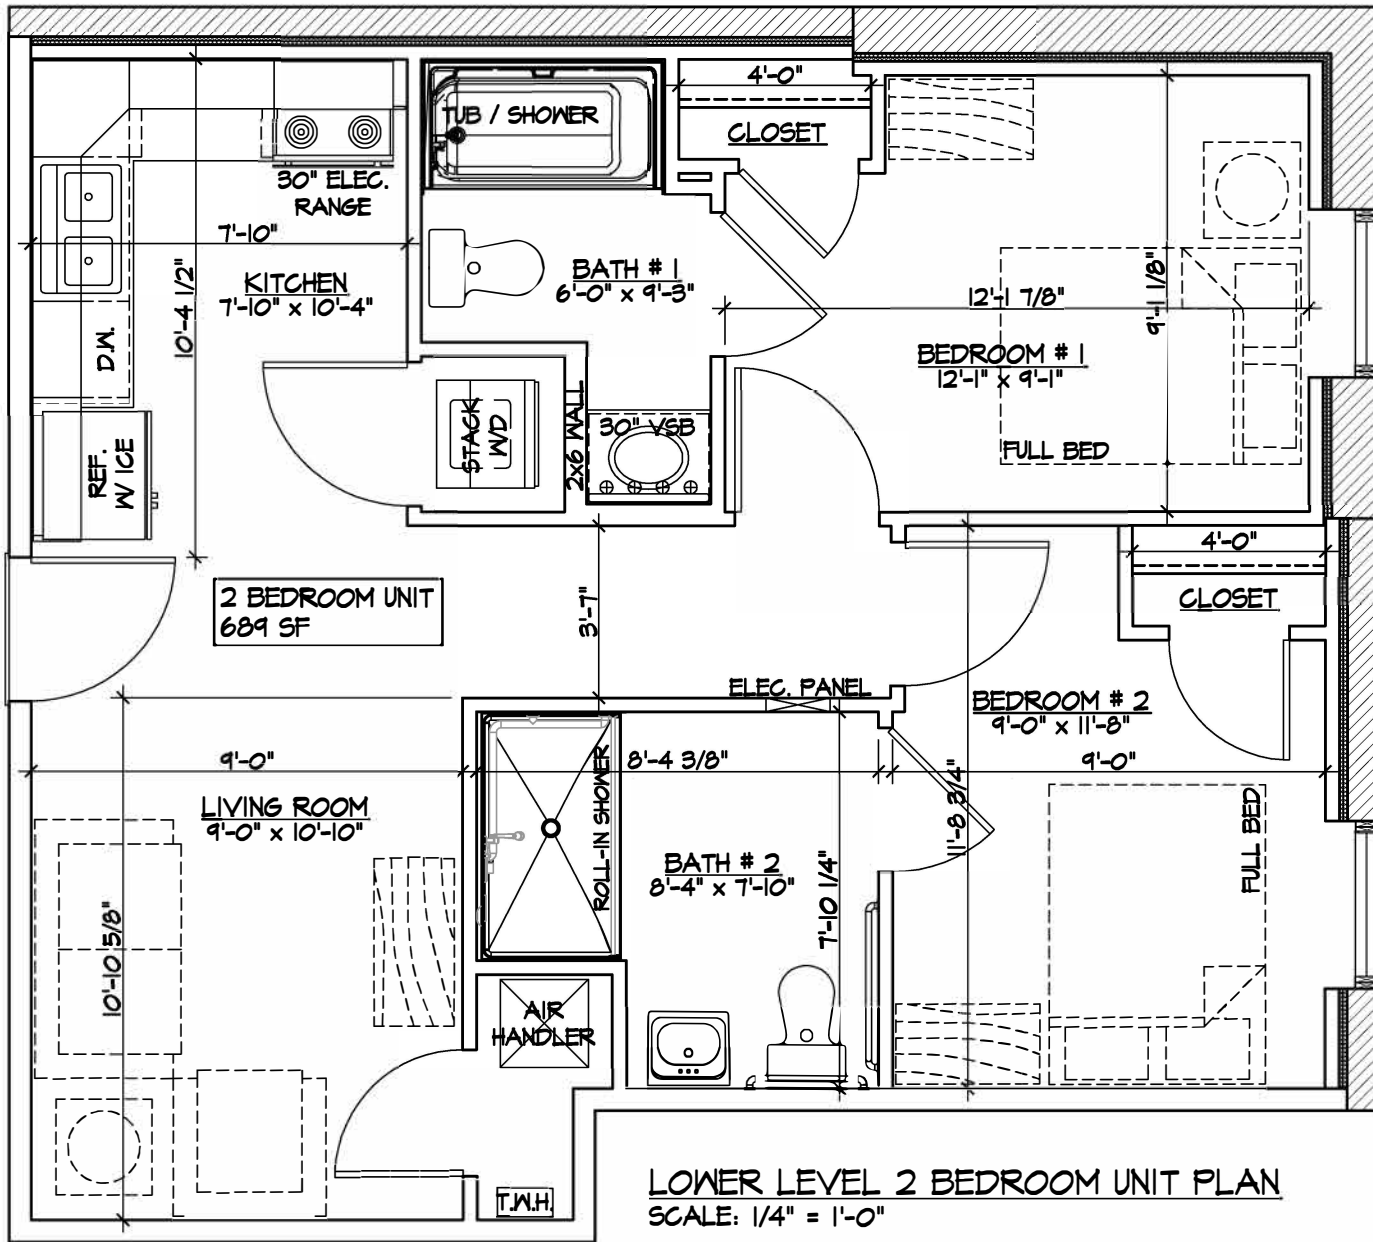 4'-0"
TUB / SHOWER
CLOSET
30" ELEC.
RANGE
7'-10"
KITCHEN
7'-10" x 10'-4"
10'-4 1/2"
BATH # 1
6'-0" x 9'-3"
12'-1 7/8"
9'-1 1/8"
BEDROOM # 1
12'-1" x 9'-1"
D.W.
FULL BED
STACK
W/D
2x6 WALL
30" VSB
REF.
W/ ICE
4'-0"
CLOSET
2 BEDROOM UNIT
689 SF
3'-7"
ELEC. PANEL
BEDROOM # 2
9'-0" x 11'-8"
9'-0"
8'-4 3/8"
9'-0"
ROLL-IN SHOWER
11'-8 3/4"
LIVING ROOM
9'-0" x 10'-10"
FULL BED
BATH # 2
8'-4" x 7'-10"
7'-10 1/4"
10'-10 5/8"
AIR
HANDLER
T.W.H.
LOWER LEVEL 2 BEDROOM UNIT PLAN
SCALE: 1/4" = 1'-0"